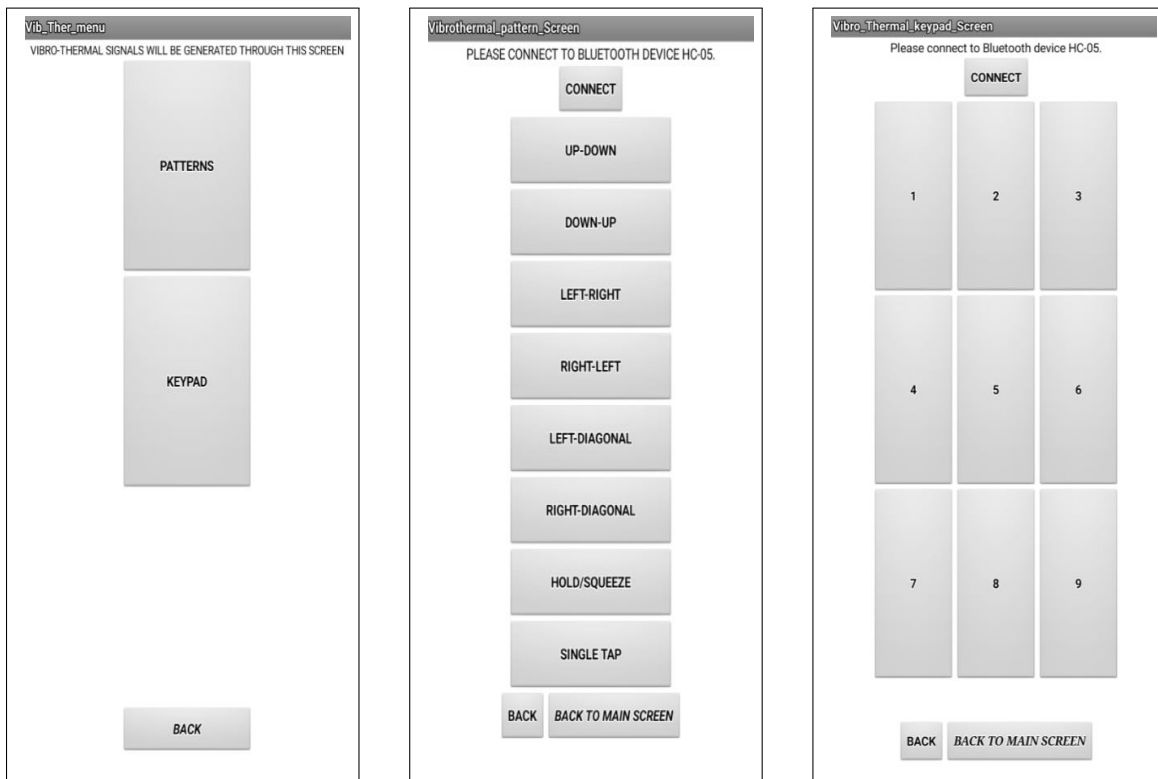 Vib_Ther_menu
VIBRO-THERMAL SIGNALS WILL BE GENERATED THROUGH THIS SCREEN
PATTERNS
KEYPAD
BACK
Vibrothermal_pattern_Screen
PLEASE CONNECT TO BLUETOOTH DEVICE HC-05.
CONNECT
UP-DOWN
DOWN-UP
LEFT-RIGHT
RIGHT-LEFT
LEFT-DIAGONAL
RIGHT-DIAGONAL
HOLD/SQUEEZE
SINGLE TAP
BACK BACK TO MAIN SCREEN
Vibro_Thermal_keypad_Screen
Please connect to Bluetooth device HC-05.
CONNECT
1 2 3
4 5 6
7 8 9
BACK BACK TO MAIN SCREEN